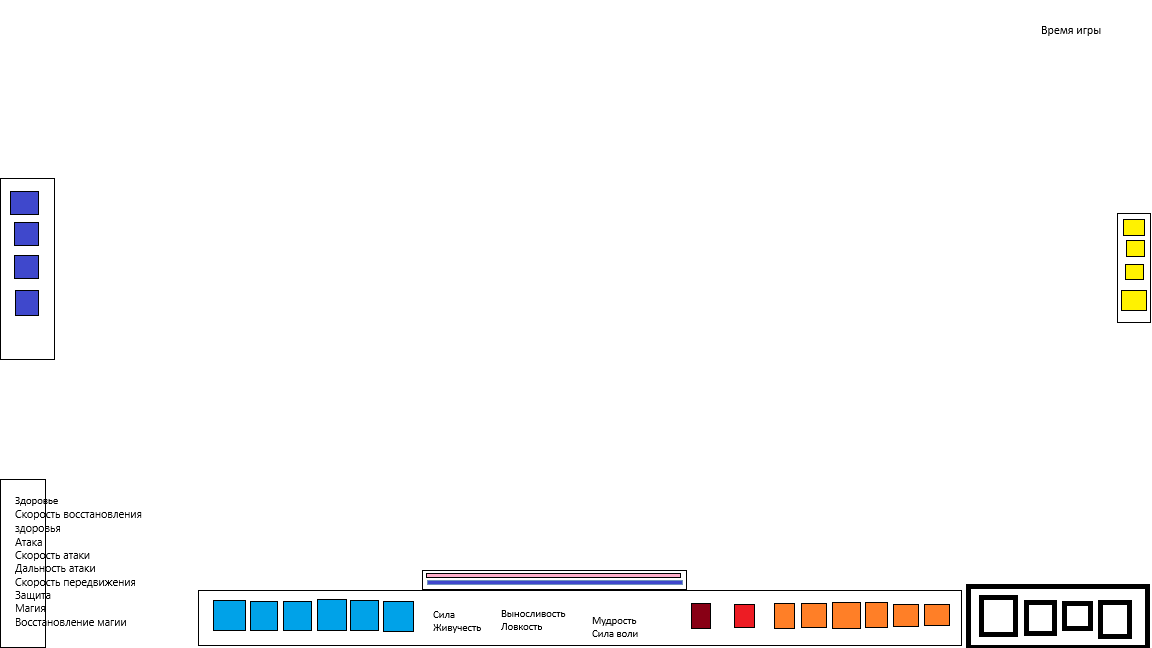 Время игры
Здоровье
Скорость восстановления
здоровья
Атака
Скорость атаки
Дальность атаки
Скорость передвижения
Защита
Магия
Восстановление магии
Сила
Живучесть
Выносливость
Ловкость
Мудрость
Сила воли